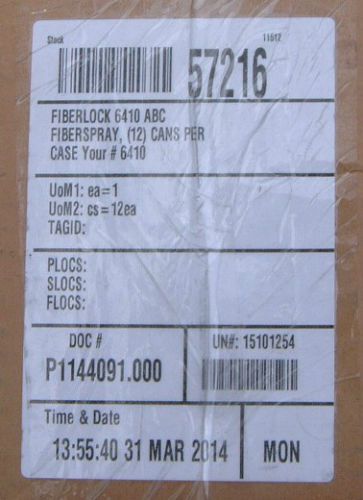 Stock 11512
57216
FIBERLOCK 6410 ABC
FIBERSPRAY, (12) CANS PER
CASE Your # 6410
UoM1: ea=1
UoM2: cs=12ea
TAGID:
PLOCS:
SLOCS:
FLOCS:
DOC # UN#: 15101254
P1144091.000
Time & Date
13:55:40 31 MAR 2014 MON